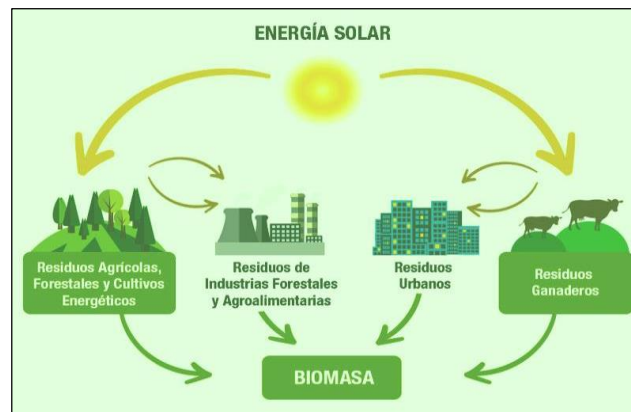 ENERGÍA SOLAR
Residuos Agrícolas,
Forestales y Cultivos
Energéticos
Residuos de
Industrias Forestales
y Agroalimentarias
Residuos
Urbanos
Residuos
Ganaderos
BIOMASA